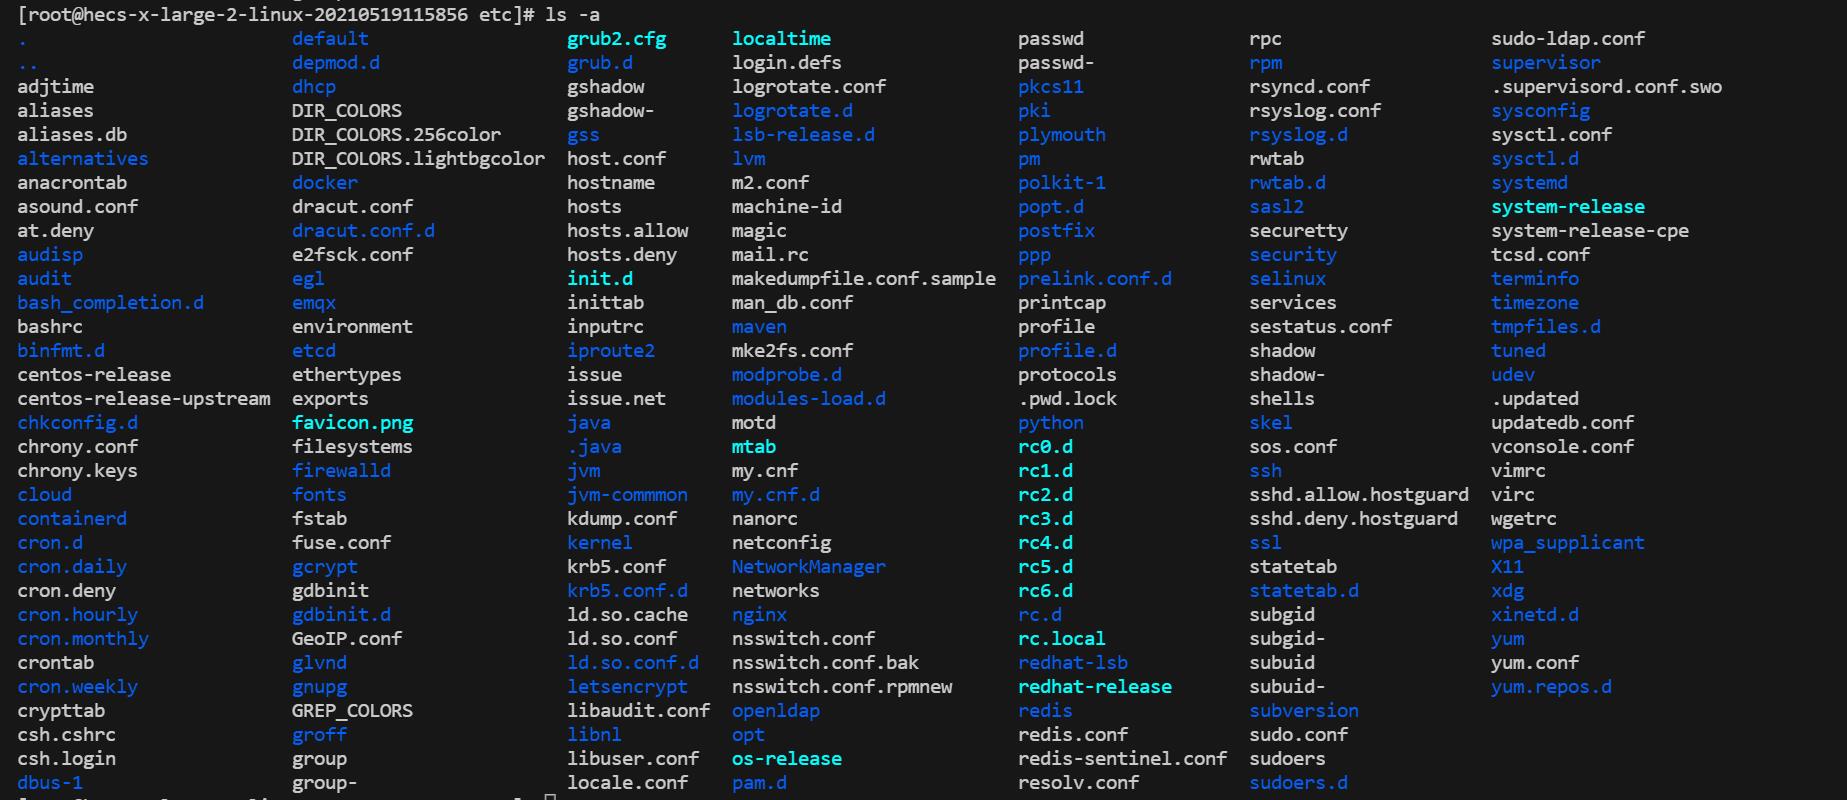 [root@hecs-x-large-2-linux-20210519115856 etc]# ls -a
. default grub2.cfg localtime passwd rpc sudo-ldap.conf
.. depmod.d grub.d login.defs passwd- rpm supervisor
adjtime dhcp gshadow logrotate.conf pkcs11 rsyncd.conf .supervisord.conf.swo
aliases DIR_COLORS gshadow- logrotate.d pki rsyslog.conf sysconfig
aliases.db DIR_COLORS.256color gss lsb-release.d plymouth rsyslog.d sysctl.conf
alternatives DIR_COLORS.lightbgcolor host.conf lvm pm rwtab sysctl.d
anacrontab docker hostname m2.conf polkit-1 rwtab.d systemd
asound.conf dracut.conf hosts machine-id popt.d sasl2 system-release
at.deny dracut.conf.d hosts.allow magic postfix securetty system-release-cpe
audisp e2fsck.conf hosts.deny mail.rc ppp security tcsd.conf
audit egl init.d makedumpfile.conf.sample prelink.conf.d selinux terminfo
bash_completion.d emqx inittab man_db.conf printcap services timezone
bashrc environment inputrc maven profile sestatus.conf tmpfiles.d
binfmt.d etcd iproute2 mke2fs.conf profile.d shadow tuned
centos-release ethertypes issue modprobe.d protocols shadow- udev
centos-release-upstream exports issue.net modules-load.d .pwd.lock shells .updated
chkconfig.d favicon.png java motd python skel updatedb.conf
chrony.conf filesystems .java mtab rc0.d sos.conf vconsole.conf
chrony.keys firewalld jvm my.cnf rc1.d ssh vimrc
cloud fonts jvm-commmon my.cnf.d rc2.d sshd.allow.hostguard virc
containerd fstab kdump.conf nanorc rc3.d sshd.deny.hostguard wgetrc
cron.d fuse.conf kernel netconfig rc4.d ssl wpa_supplicant
cron.daily gcrypt krb5.conf NetworkManager rc5.d statetab X11
cron.deny gdbinit krb5.conf.d networks rc6.d statetab.d xdg
cron.hourly gdbinit.d ld.so.cache nginx rc.d subgid xinetd.d
cron.monthly GeoIP.conf ld.so.conf nsswitch.conf rc.local subgid- yum
crontab glvnd ld.so.conf.d nsswitch.conf.bak redhat-lsb subuid yum.conf
cron.weekly gnupg letsencrypt nsswitch.conf.rpmnew redhat-release subuid- yum.repos.d
crypttab GREP_COLORS libaudit.conf openldap redis subversion
csh.cshrc groff libnl opt redis.conf sudo.conf
csh.login group libuser.conf os-release redis-sentinel.conf sudoers
dbus-1 group- locale.conf pam.d resolv.conf sudoers.d